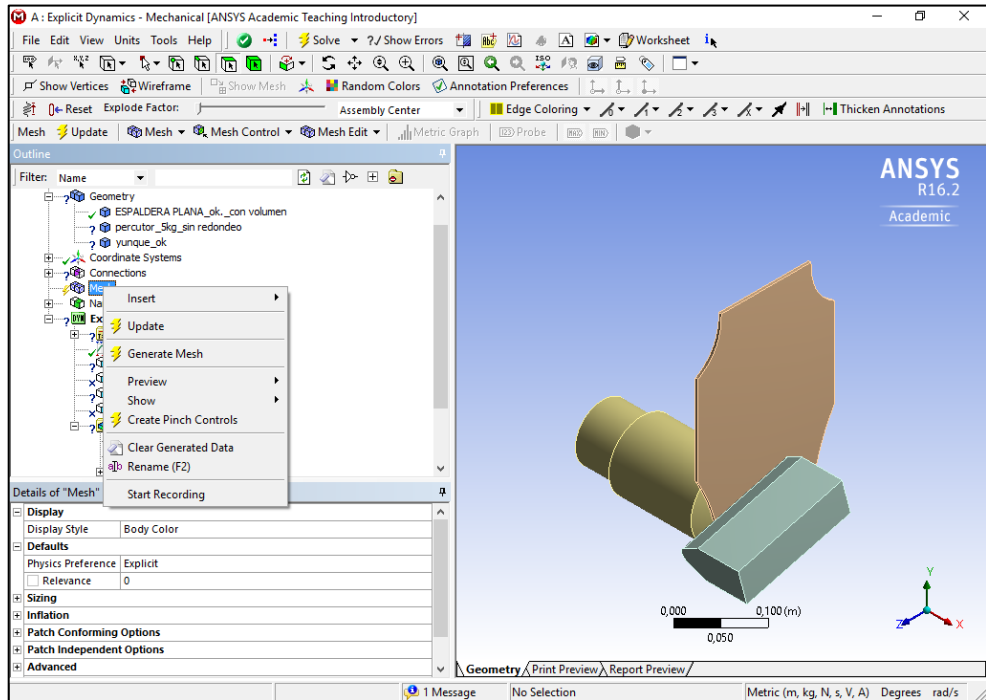 A : Explicit Dynamics - Mechanical [ANSYS Academic Teaching Introductory]
File Edit View Units Tools Help Solve ?/ Show Errors Worksheet
Show Vertices Wireframe Show Mesh Random Colors Annotation Preferences
Reset Explode Factor: Assembly Center Edge Coloring Thicken Annotations
Mesh Update Mesh Mesh Control Mesh Edit Metric Graph Probe MAX MIN
Outline
Filter: Name
Geometry
ESPALDERA PLANA_ok._con volumen
percutor_5kg_sin redondeo
yunque_ok
Coordinate Systems
Connections
Mesh
Na
Ex
Insert
Update
Generate Mesh
Preview
Show
Create Pinch Controls
Clear Generated Data
Rename (F2)
Start Recording
Details of "Mesh"
Display
Display Style Body Color
Defaults
Physics Preference Explicit
Relevance 0
Sizing
Inflation
Patch Conforming Options
Patch Independent Options
Advanced
ANSYS
R16.2
Academic
0,000 0,100 (m)
0,050
Y
Z X
Geometry Print Preview Report Preview
1 Message No Selection Metric (m, kg, N, s, V, A) Degrees rad/s